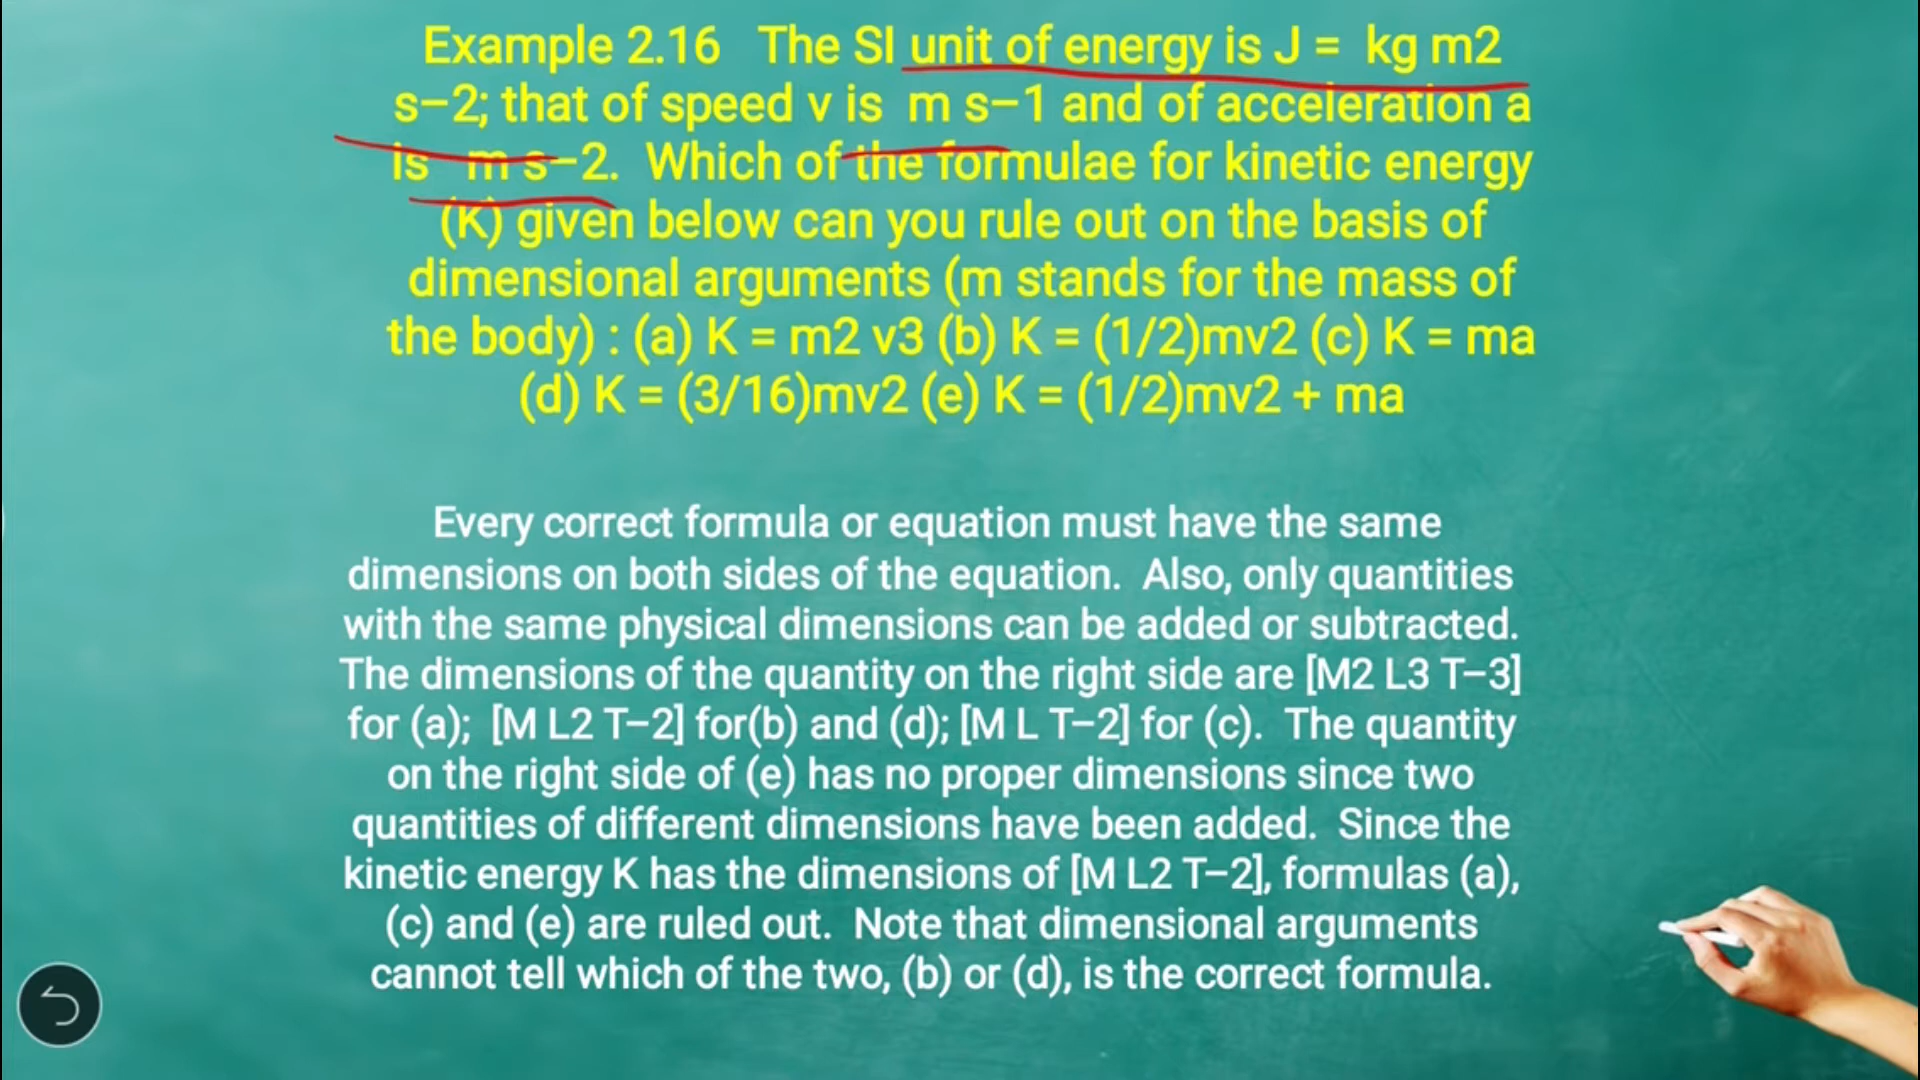 Example 2.16 The SI unit of energy is J = kg m2
s–2; that of speed v is m s–1 and of acceleration a
is m s–2. Which of the formulae for kinetic energy
(K) given below can you rule out on the basis of
dimensional arguments (m stands for the mass of
the body) : (a) K = m2 v3 (b) K = (1/2)mv2 (c) K = ma
(d) K = (3/16)mv2 (e) K = (1/2)mv2 + ma
Every correct formula or equation must have the same
dimensions on both sides of the equation. Also, only quantities
with the same physical dimensions can be added or subtracted.
The dimensions of the quantity on the right side are [M2 L3 T–3]
for (a); [M L2 T–2] for(b) and (d); [M L T–2] for (c). The quantity
on the right side of (e) has no proper dimensions since two
quantities of different dimensions have been added. Since the
kinetic energy K has the dimensions of [M L2 T–2], formulas (a),
(c) and (e) are ruled out. Note that dimensional arguments
cannot tell which of the two, (b) or (d), is the correct formula.